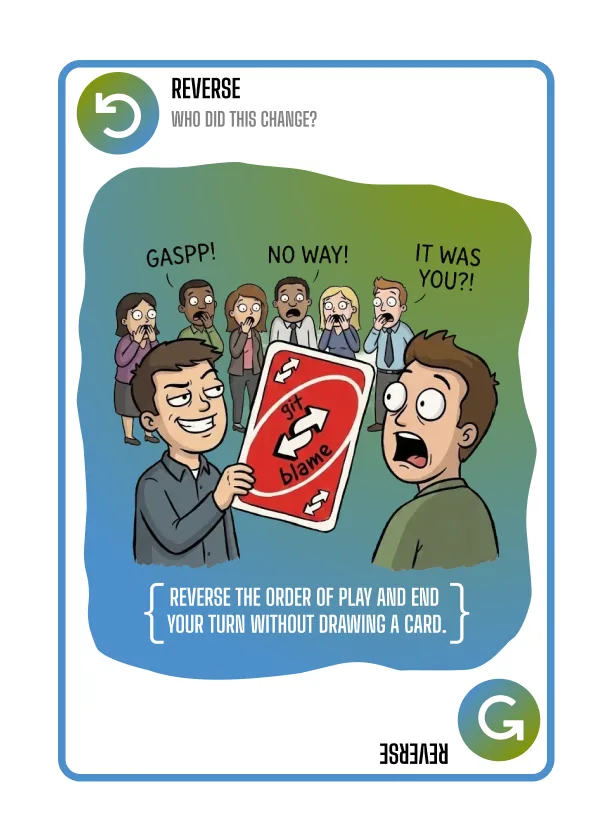 REVERSE
WHO DID THIS CHANGE?
GASPP!
NO WAY!
IT WAS
YOU?!
git
blame
REVERSE THE ORDER OF PLAY AND END
YOUR TURN WITHOUT DRAWING A CARD.
REVERSE